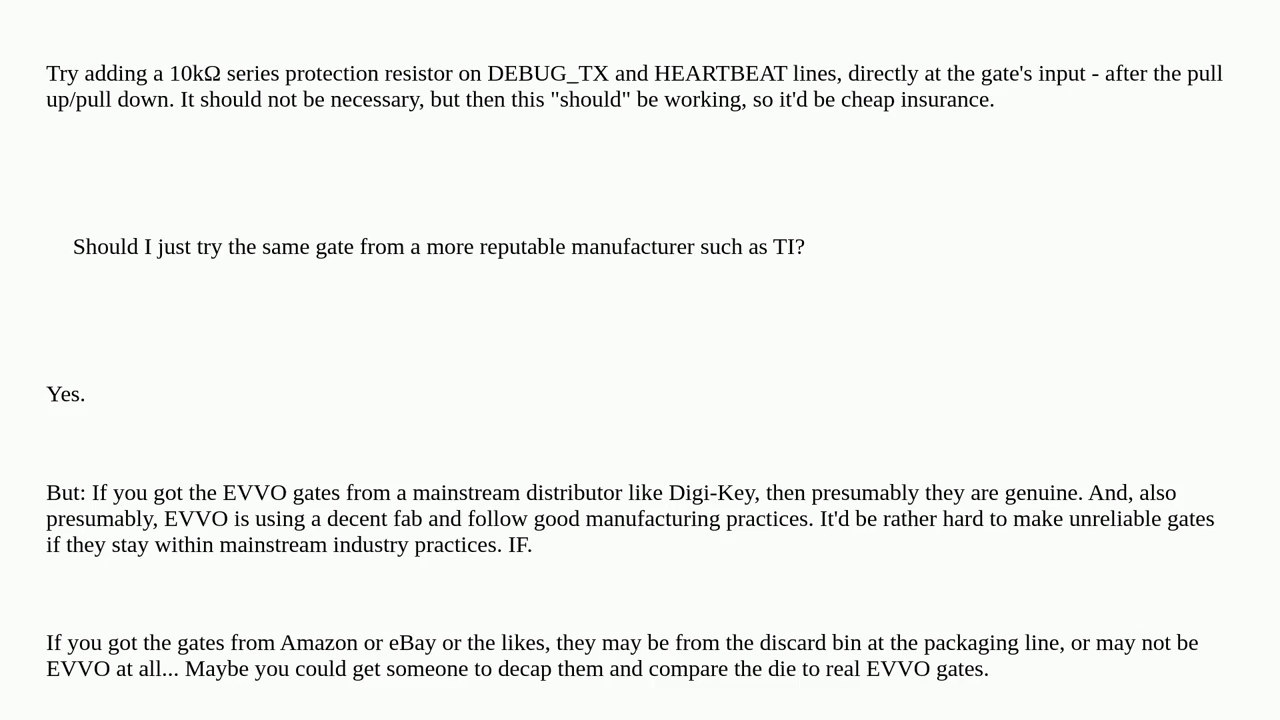 Try adding a 10kΩ series protection resistor on DEBUG_TX and HEARTBEAT lines, directly at the gate's input - after the pull
up/pull down. It should not be necessary, but then this "should" be working, so it'd be cheap insurance.
Should I just try the same gate from a more reputable manufacturer such as TI?
Yes.
But: If you got the EVVO gates from a mainstream distributor like Digi-Key, then presumably they are genuine. And, also
presumably, EVVO is using a decent fab and follow good manufacturing practices. It'd be rather hard to make unreliable gates
if they stay within mainstream industry practices. IF.
If you got the gates from Amazon or eBay or the likes, they may be from the discard bin at the packaging line, or may not be
EVVO at all... Maybe you could get someone to decap them and compare the die to real EVVO gates.